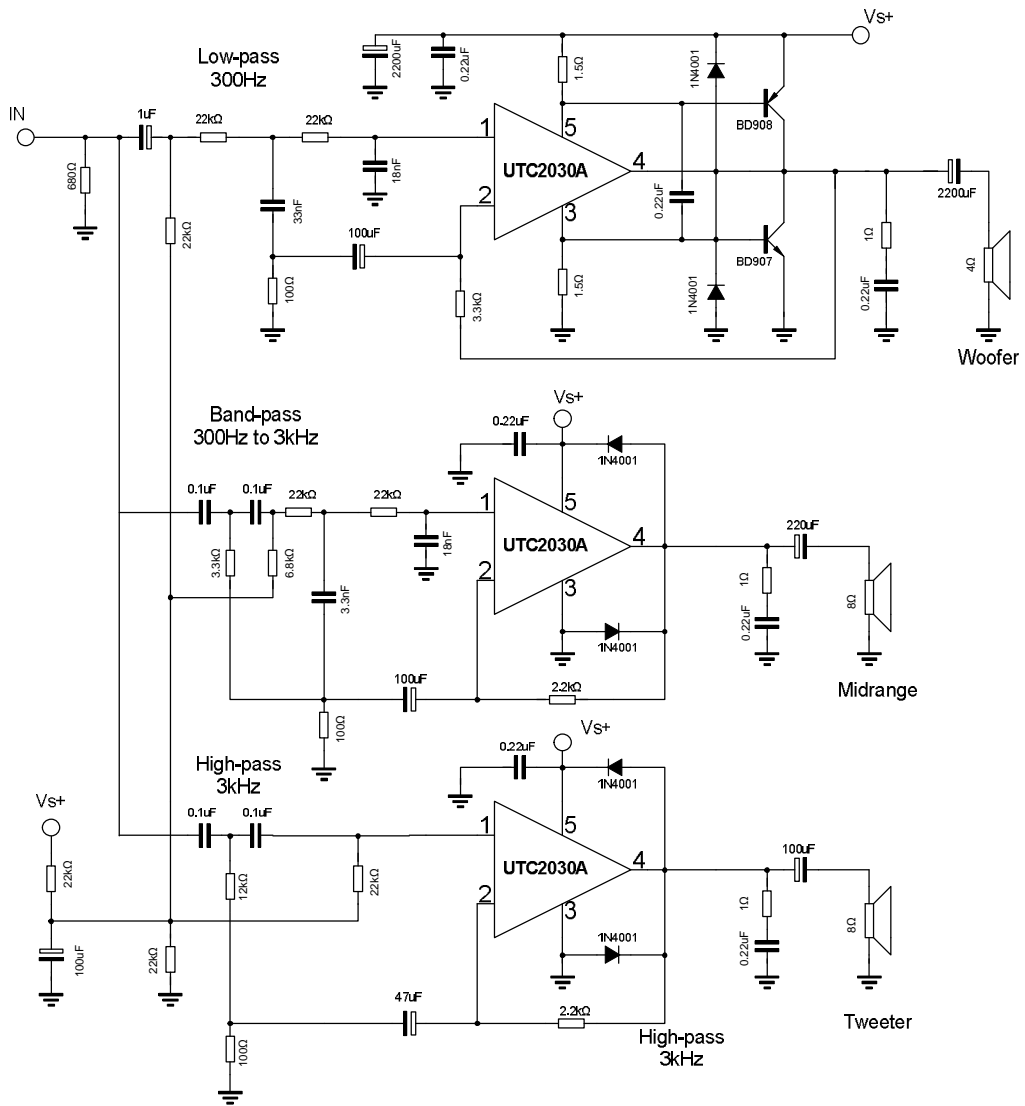 Vs+
Low-pass
300Hz
2200uF
0.22uF
1.5Ω
1N4001
BD908
IN
1uF
22kΩ
22kΩ
680Ω
18nF
1
5
UTC2030A
4
2
3
0.22uF
2200uF
33nF
22kΩ
100uF
BD907
1Ω
0.22uF
4Ω
100Ω
3.3kΩ
1.5Ω
1N4001
Woofer
Band-pass
300Hz to 3kHz
Vs+
0.22uF
1N4001
0.1uF
0.1uF
22kΩ
22kΩ
1
5
UTC2030A
4
2
3
220uF
3.3kΩ
6.8kΩ
18nF
3.3nF
1Ω
0.22uF
8Ω
1N4001
100uF
2.2kΩ
Midrange
100Ω
High-pass
3kHz
Vs+
0.22uF
1N4001
Vs+
0.1uF
0.1uF
1
5
UTC2030A
4
2
3
100uF
22kΩ
12kΩ
22kΩ
1Ω
0.22uF
8Ω
100uF
22kΩ
1N4001
47uF
2.2kΩ
Tweeter
High-pass
3kHz
100Ω